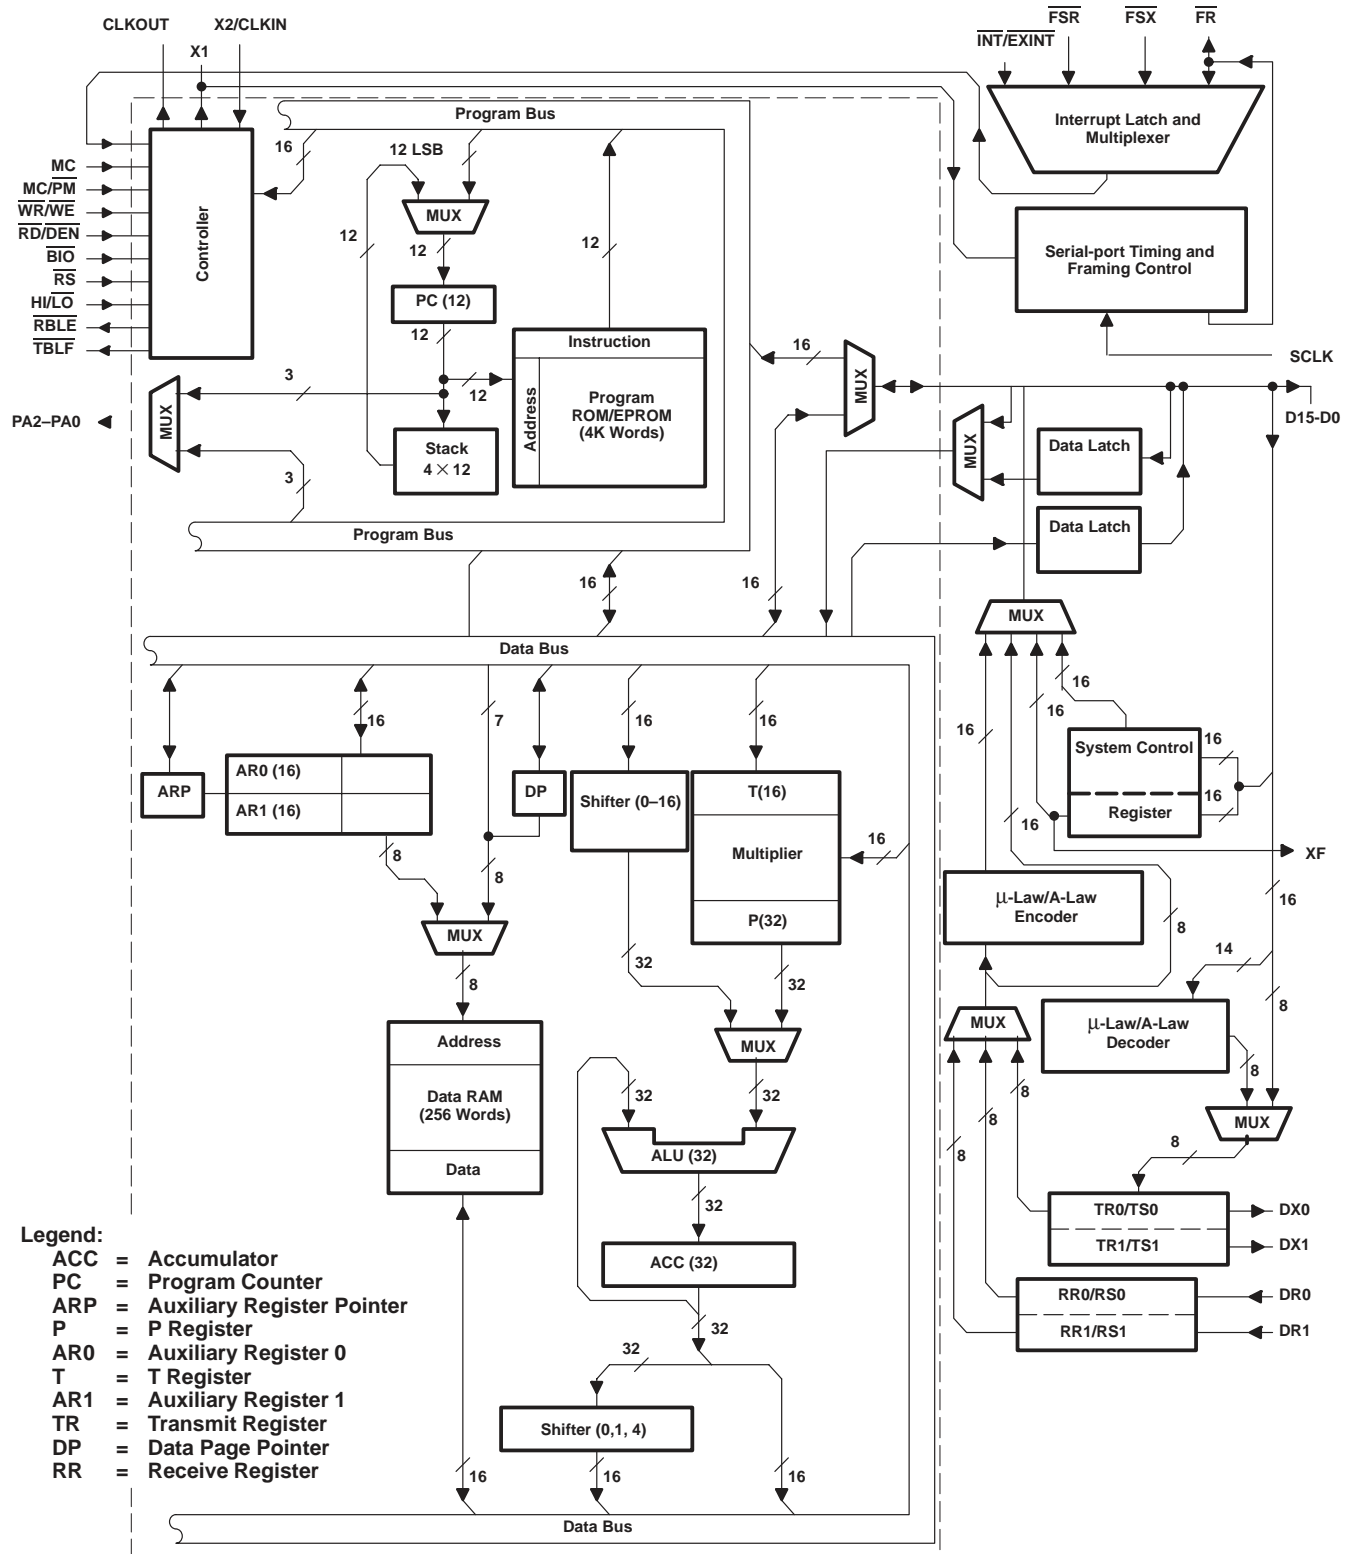 CLKOUT
X2/CLKIN
X1
FSR
FSX
FR
INT/EXINT
Program Bus
16
12 LSB
Interrupt Latch and
Multiplexer
MC
MC/PM
WR/WE
RD/DEN
BIO
RS
HI/LO
RBLE
TBLF
Controller
MUX
12
12
12
PC (12)
12
Serial-port Timing and
Framing Control
SCLK
Instruction
Address
Program
ROM/EPROM
(4K Words)
16
MUX
D15-D0
3
12
PA2–PA0
MUX
3
Stack
4 × 12
MUX
Data Latch
Data Latch
Program Bus
16
16
MUX
Data Bus
16
7
16
16
16
16
16
16
System Control
Register
16
16
ARP
AR0 (16)
AR1 (16)
DP
Shifter (0–16)
T(16)
Multiplier
P(32)
16
XF
8
8
MUX
8
μ-Law/A-Law
Encoder
8
16
14
8
32
32
MUX
MUX
μ-Law/A-Law
Decoder
8
MUX
Address
Data RAM
(256 Words)
Data
32
32
ALU (32)
32
8
8
8
8
TR0/TS0
TR1/TS1
DX0
DX1
ACC (32)
RR0/RS0
RR1/RS1
DR0
DR1
32
32
Shifter (0,1, 4)
16
16
16
Data Bus
Legend:
ACC = Accumulator
PC = Program Counter
ARP = Auxiliary Register Pointer
P = P Register
AR0 = Auxiliary Register 0
T = T Register
AR1 = Auxiliary Register 1
TR = Transmit Register
DP = Data Page Pointer
RR = Receive Register